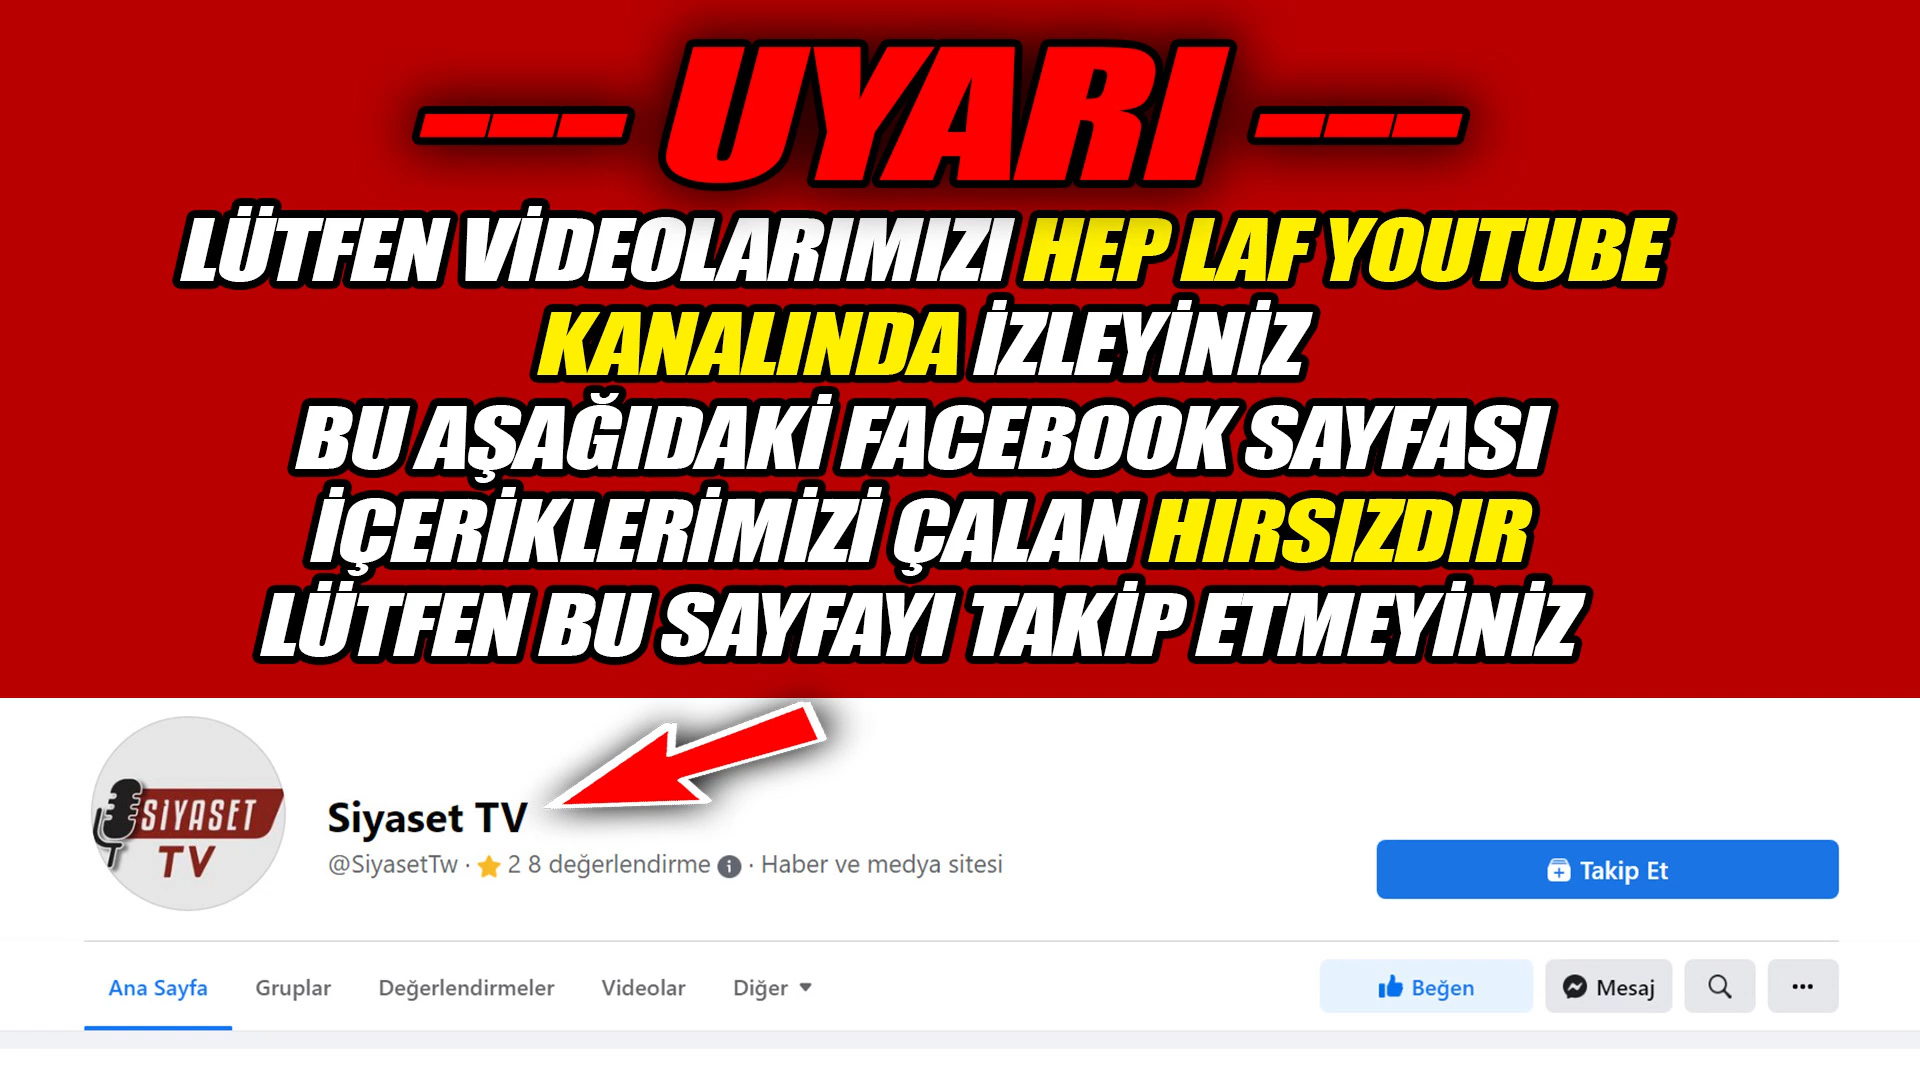 --- UYARI ---
LÜTFEN VİDEOLARIMIZI HEP LAF YOUTUBE
KANALINDA İZLEYİNİZ
BU AŞAĞIDAKİ FACEBOOK SAYFASI
İÇERİKLERİMİZİ ÇALAN HIRSIZDIR
LÜTFEN BU SAYFAYI TAKİP ETMEYİNİZ
SİYASET
TV
Siyaset TV
@SiyasetTw · 2 8 değerlendirme · Haber ve medya sitesi
Takip Et
Ana Sayfa Gruplar Değerlendirmeler Videolar Diğer Beğen Mesaj